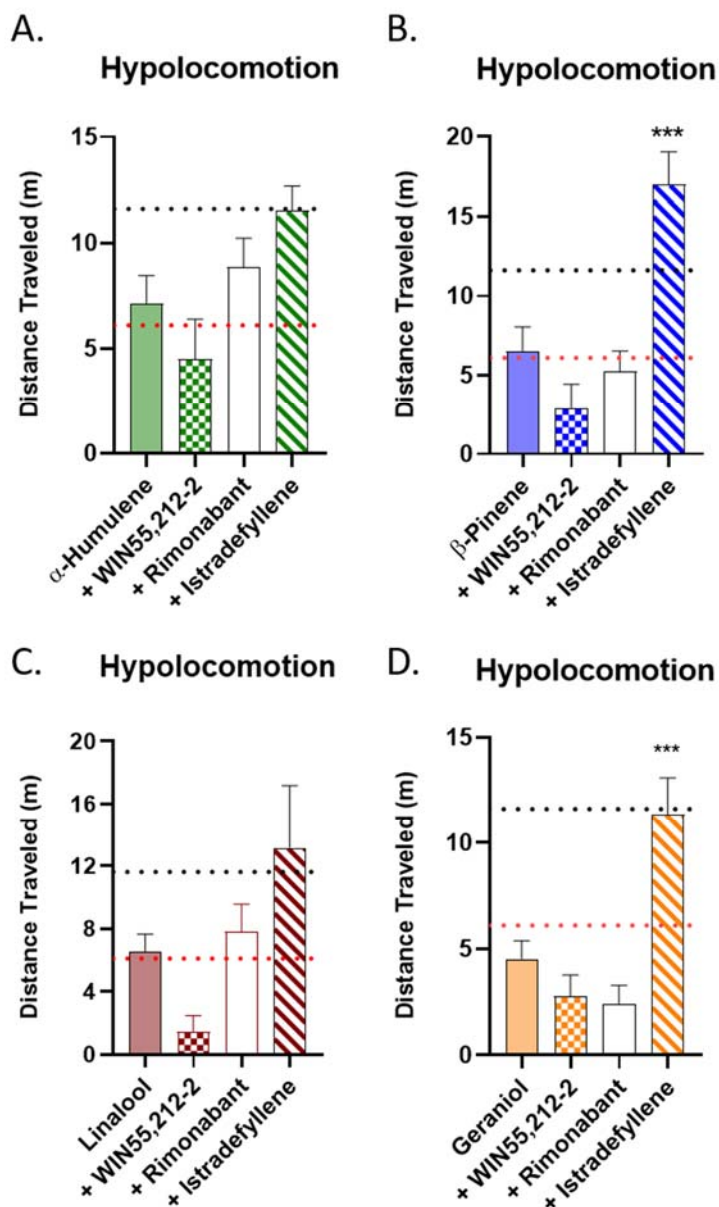 A.
Hypolocomotion
Distance Traveled (m)
15
10
5
0
α-Humulene
+ WIN55,212-2
+ Rimonabant
+ Istradefyllene
B.
Hypolocomotion
Distance Traveled (m)
20
15
10
5
0
***
β-Pinene
+ WIN55,212-2
+ Rimonabant
+ Istradefyllene
C.
Hypolocomotion
Distance Traveled (m)
20
16
12
8
4
0
Linalool
+ WIN55,212-2
+ Rimonabant
+ Istradefyllene
D.
Hypolocomotion
Distance Traveled (m)
15
10
5
0
***
Geraniol
+ WIN55,212-2
+ Rimonabant
+ Istradefyllene